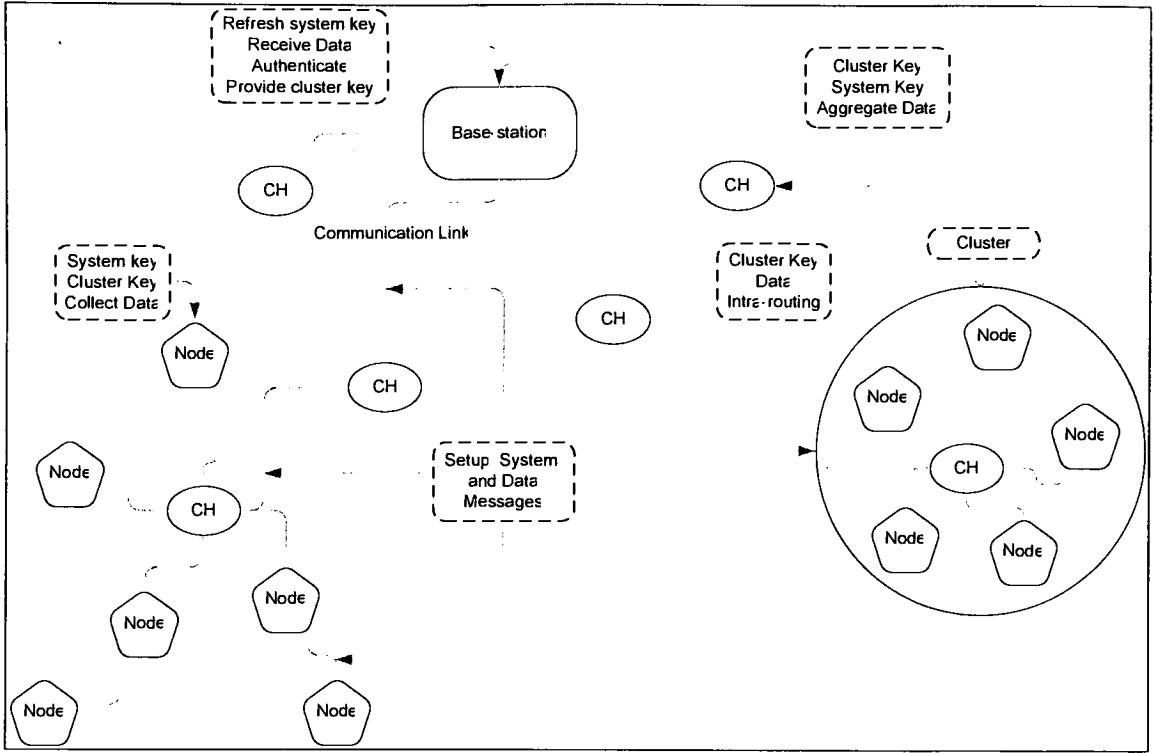 Refresh system key
Receive Data
Authenticate
Provide cluster key
Base-station
Cluster Key
System Key
Aggregate Data
CH
CH
Communication Link
Cluster
System key
Cluster Key
Collect Data
Cluster Key
Data
Intra-routing
CH
Node
Node
Node
CH
Node
Node
Setup System
and Data
Messages
CH
Node
CH
Node
Node
Node
Node
Node
Node